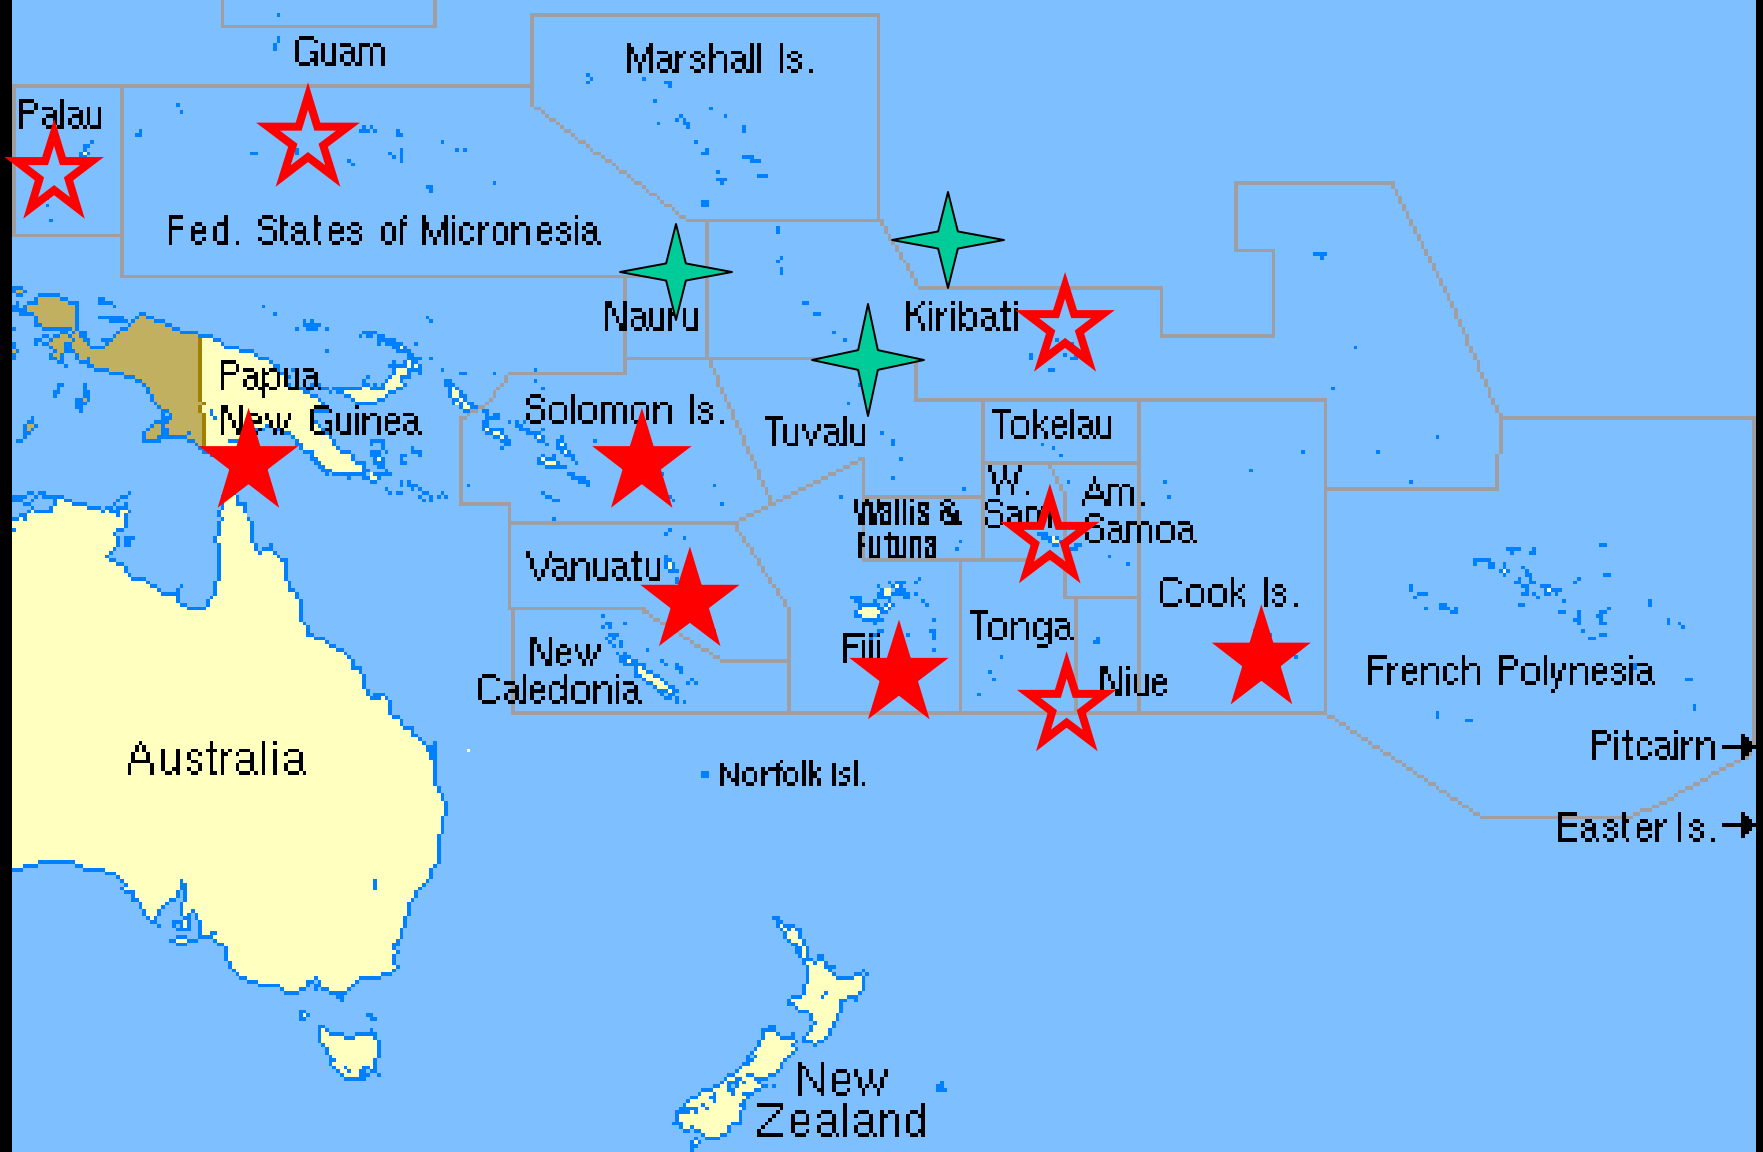 Guam
Marshall Is.
Palau
Fed. States of Micronesia
Nauru
Kiribati
Papua
New Guinea
Solomon Is.
Tuvalu
Tokelau
W.
Sam
Am.
Samoa
Wallis &
Futuna
Vanuatu
Cook Is.
New
Caledonia
Fiji
Tonga
Niue
French Polynesia
Australia
Norfolk Isl.
Pitcairn
Easter Is.
New
Zealand